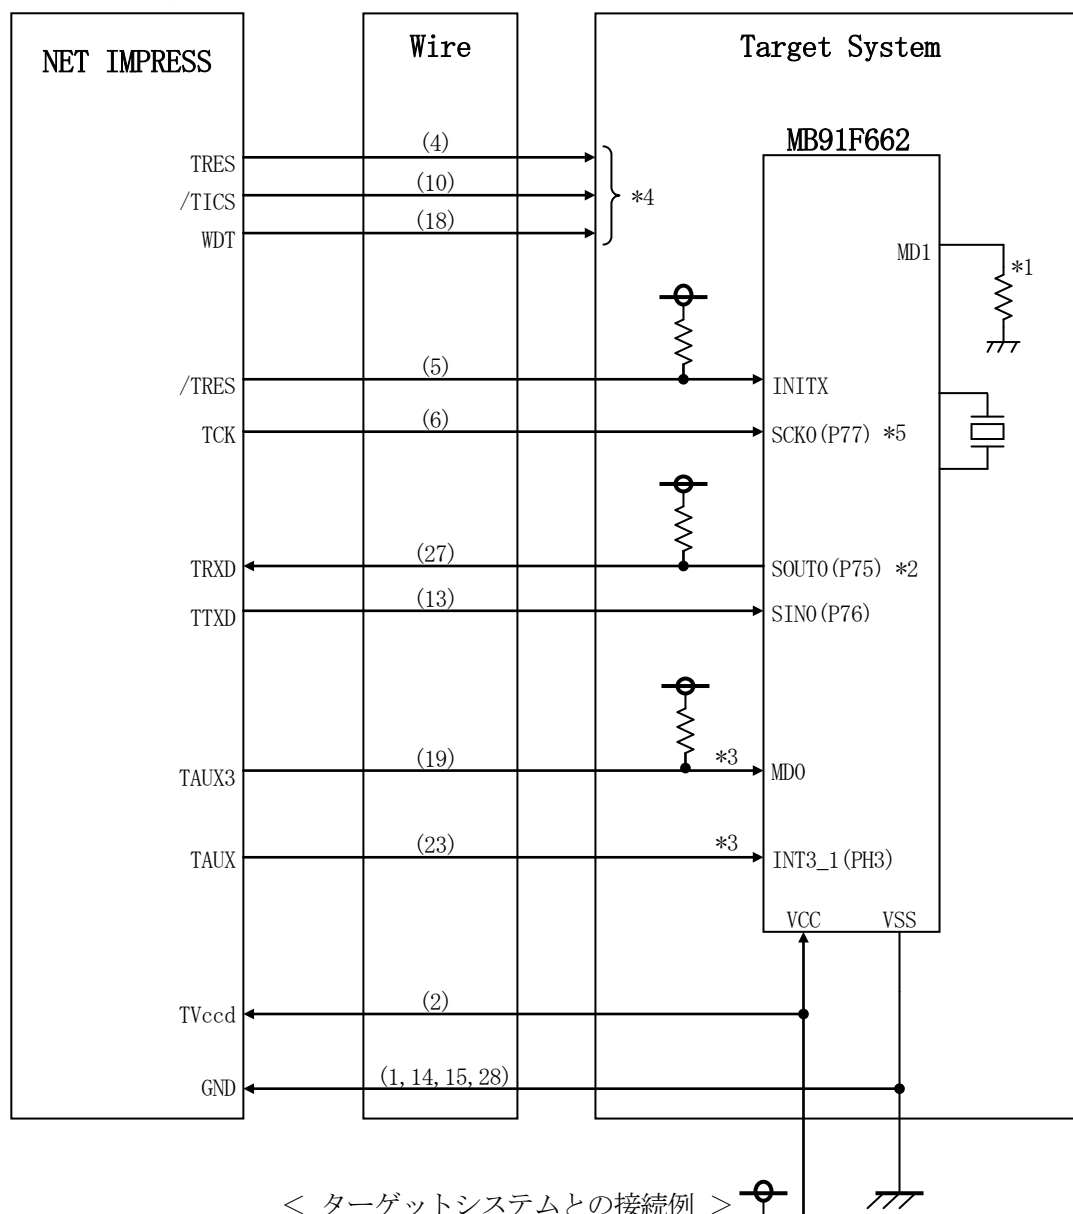 NET IMPRESS
Wire
Target System
MB91F662
TRES
(4)
/TICS
(10)
*4
WDT
(18)
MD1
*1
/TRES
(5)
INITX
TCK
(6)
SCK0(P77) *5
TRXD
(27)
SOUT0(P75) *2
TTXD
(13)
SIN0(P76)
TAUX3
(19)
*3
MD0
TAUX
(23)
*3
INT3_1(PH3)
VCC
VSS
TVccd
(2)
GND
(1,14,15,28)
< ターゲットシステムとの接続例 >